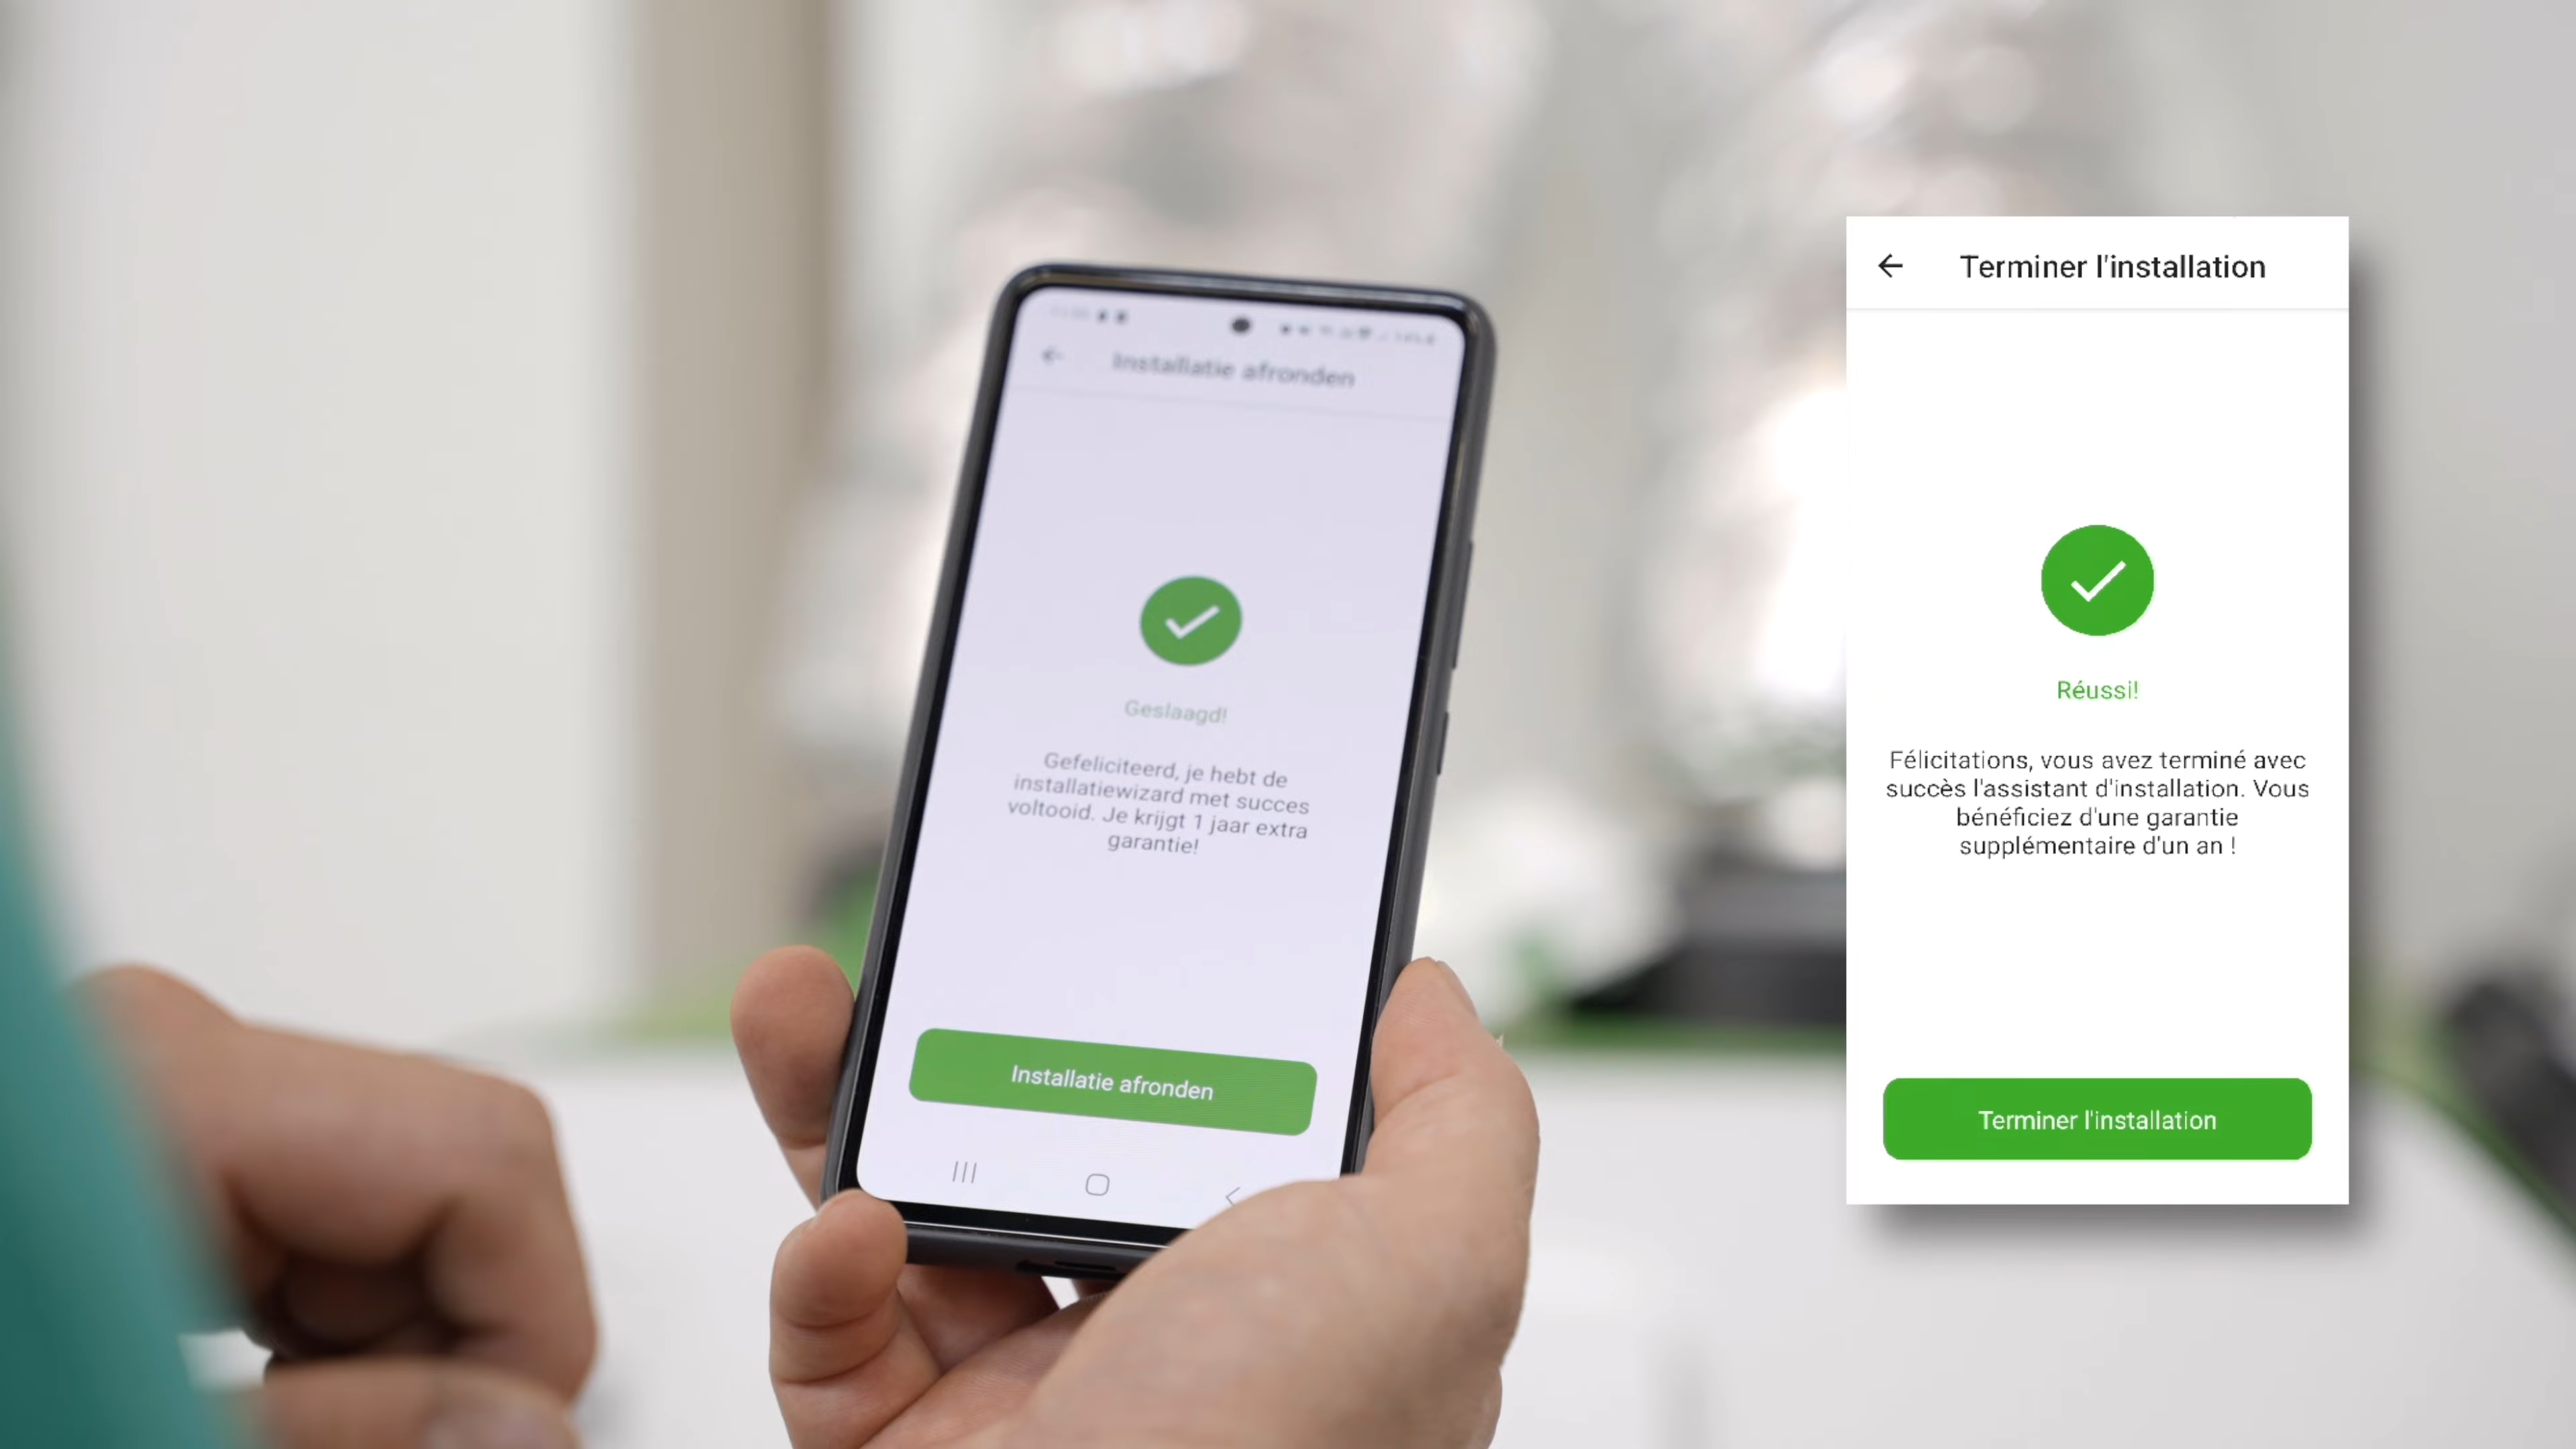 Installatie afronden
Geslaagd!
Gefeliciteerd, je hebt de
installatiewizard met succes
voltooid. Je krijgt 1 jaar extra
garantie!
Installatie afronden
Terminer l'installation
Réussi!
Félicitations, vous avez terminé avec
succès l'assistant d'installation. Vous
bénéficiez d'une garantie
supplémentaire d'un an !
Terminer l'installation